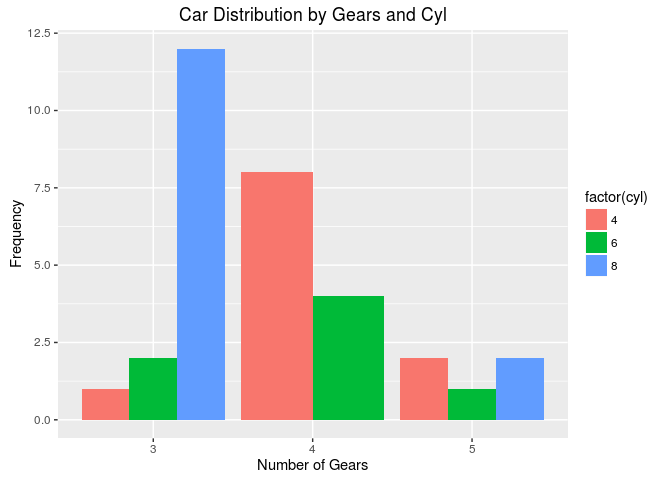 Car Distribution by Gears and Cyl
12.5
10.0
7.5
5.0
2.5
0.0
Frequency
3 4 5
Number of Gears
factor(cyl)
4
6
8